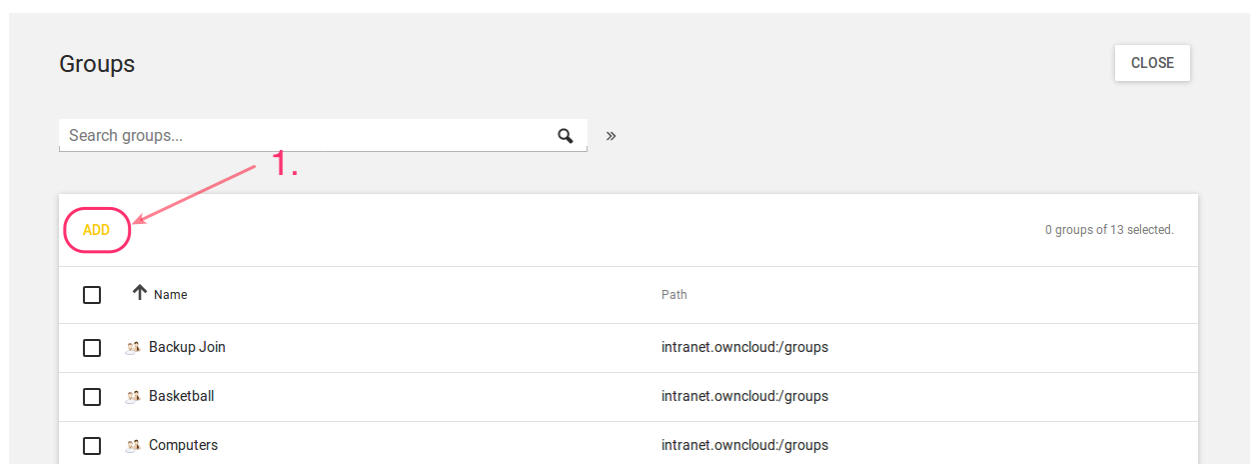 Groups
CLOSE
Search groups...
»
1.
ADD
0 groups of 13 selected.
Name Path
Backup Join intranet.owncloud:/groups
Basketball intranet.owncloud:/groups
Computers intranet.owncloud:/groups